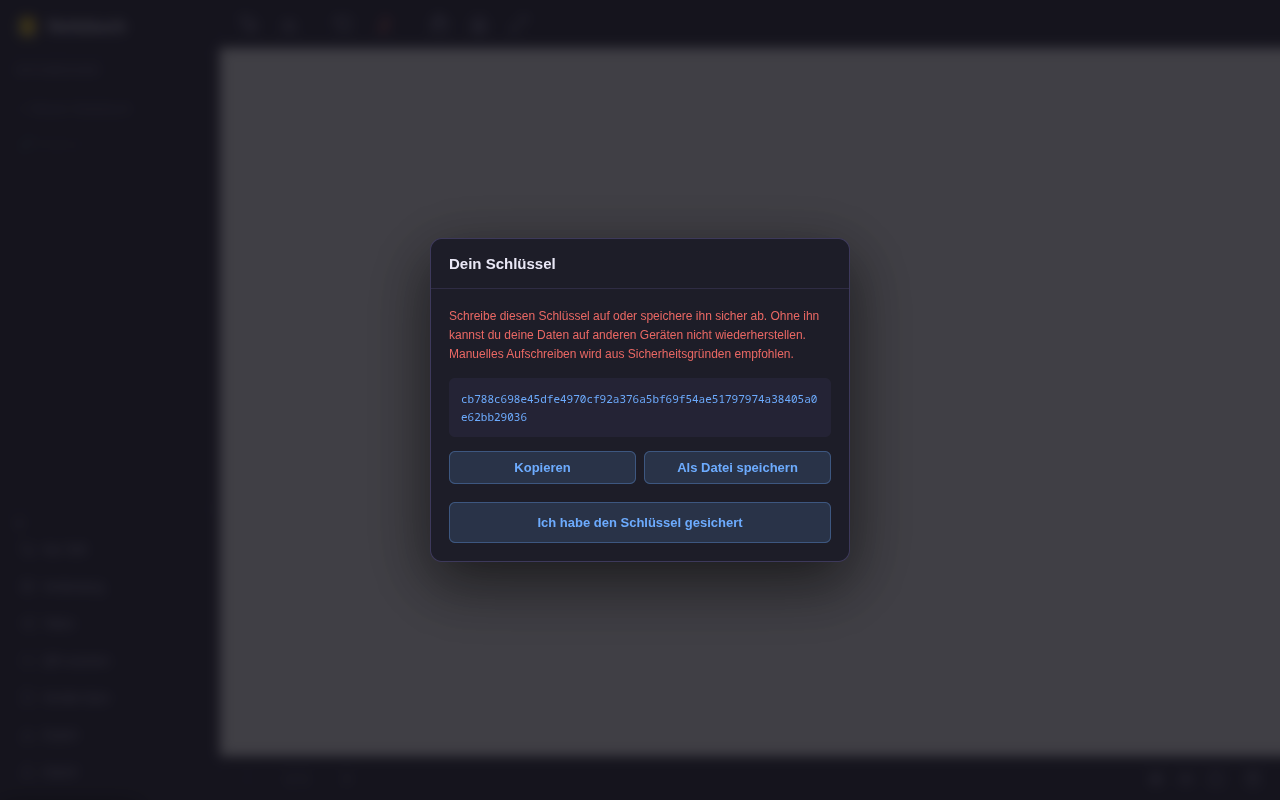 Dein Schlüssel
Schreibe diesen Schlüssel auf oder speichere ihn sicher ab. Ohne ihn
kannst du deine Daten auf anderen Geräten nicht wiederherstellen.
Manuelles Aufschreiben wird aus Sicherheitsgründen empfohlen.
cb788c698e45dfe4970cf92a376a5bf69f54ae51797974a38405a0
e62bb29036
Kopieren
Als Datei speichern
Ich habe den Schlüssel gesichert